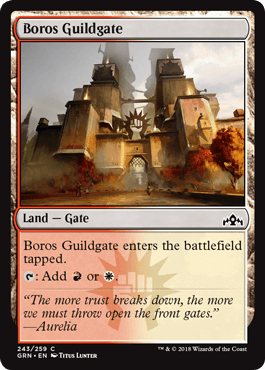 Boros Guildgate
Land — Gate
Boros Guildgate enters the battlefield
tapped.
: Add or .
“The more trust breaks down, the more
we must throw open the front gates.”
—Aurelia
243/259 C
GRN • EN Titus Lunter
™ & © 2018 Wizards of the Coast